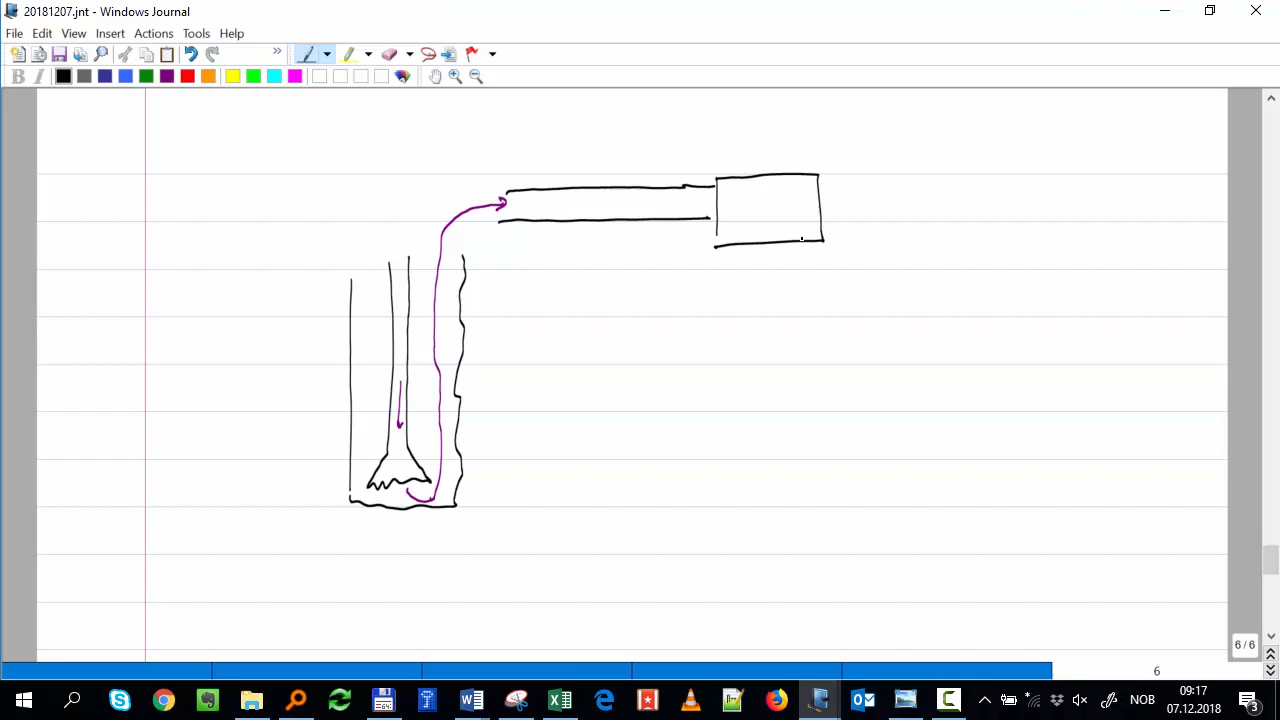 20181207.jnt - Windows Journal
File Edit View Insert Actions Tools Help
B I
6 / 6
6
NOB
09:17
07.12.2018
3